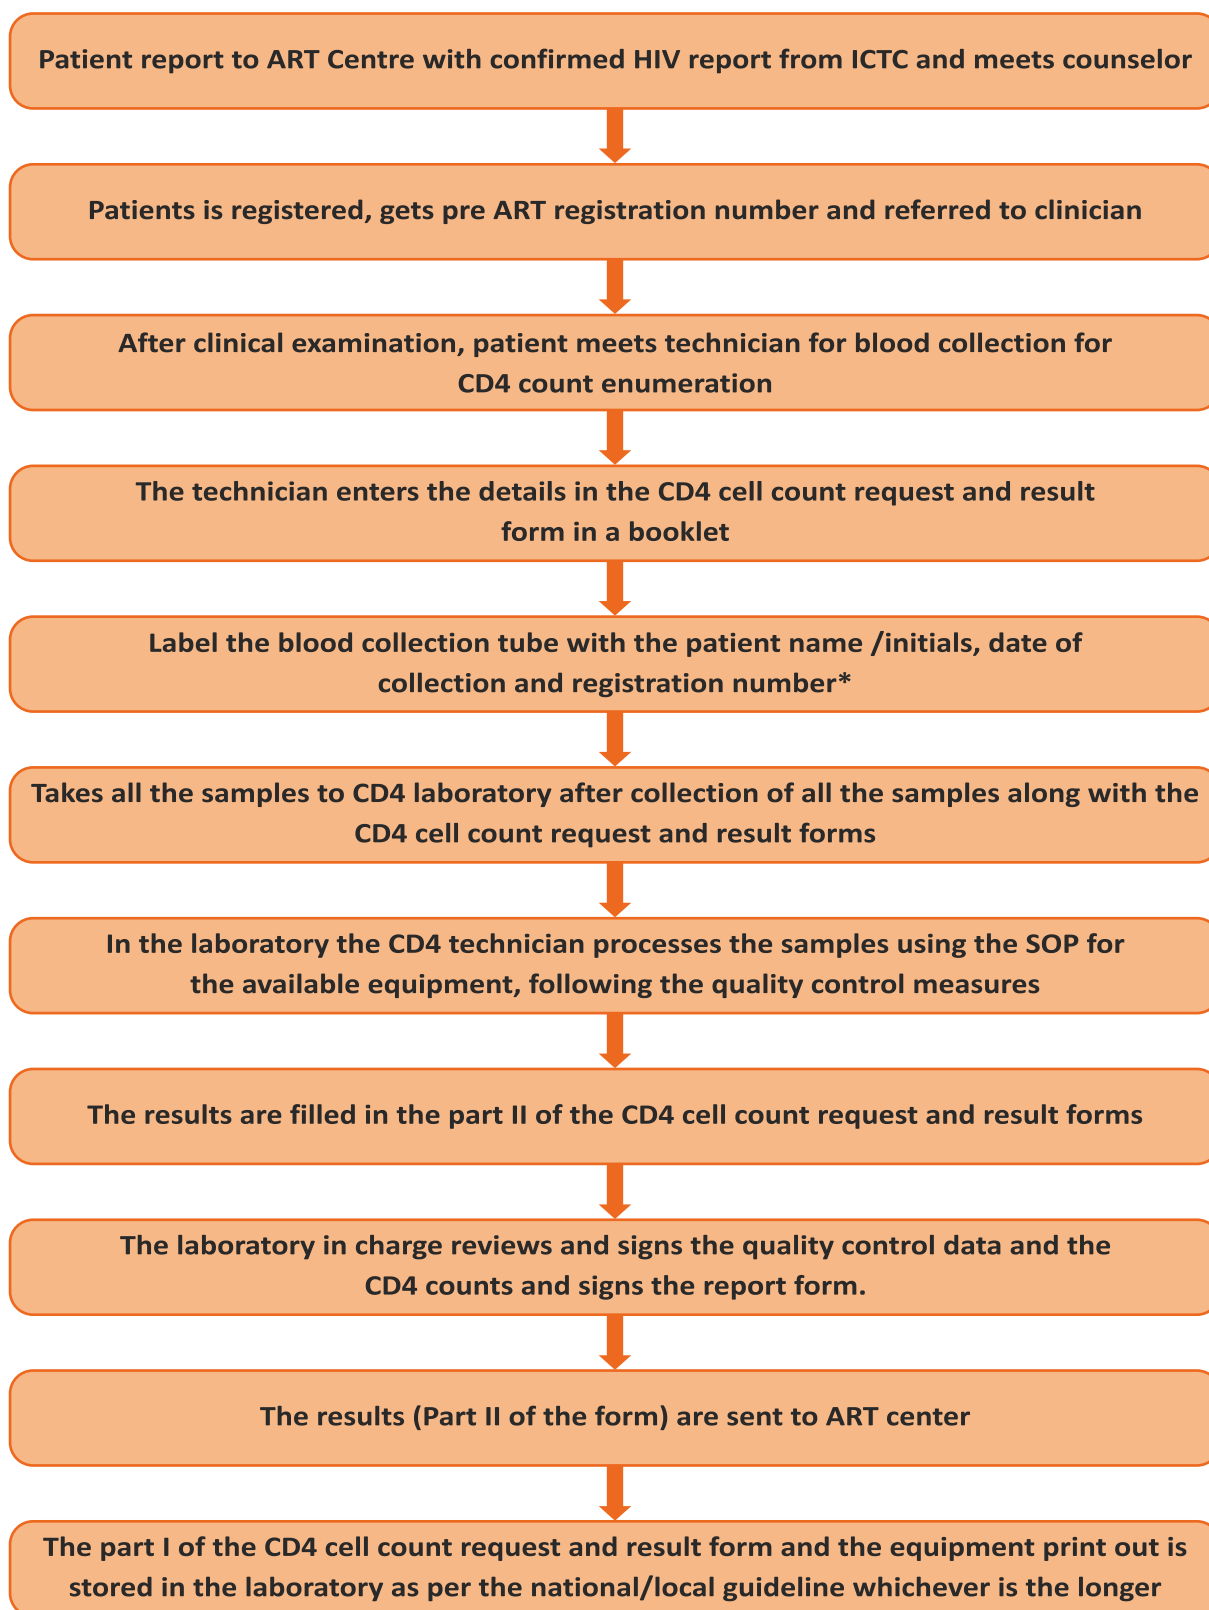 Patient report to ART Centre with confirmed HIV report from ICTC and meets counselor
Patients is registered, gets pre ART registration number and referred to clinician
After clinical examination, patient meets technician for blood collection for
CD4 count enumeration
The technician enters the details in the CD4 cell count request and result
form in a booklet
Label the blood collection tube with the patient name /initials, date of
collection and registration number*
Takes all the samples to CD4 laboratory after collection of all the samples along with the
CD4 cell count request and result forms
In the laboratory the CD4 technician processes the samples using the SOP for
the available equipment, following the quality control measures
The results are filled in the part II of the CD4 cell count request and result forms
The laboratory in charge reviews and signs the quality control data and the
CD4 counts and signs the report form.
The results (Part II of the form) are sent to ART center
The part I of the CD4 cell count request and result form and the equipment print out is
stored in the laboratory as per the national/local guideline whichever is the longer